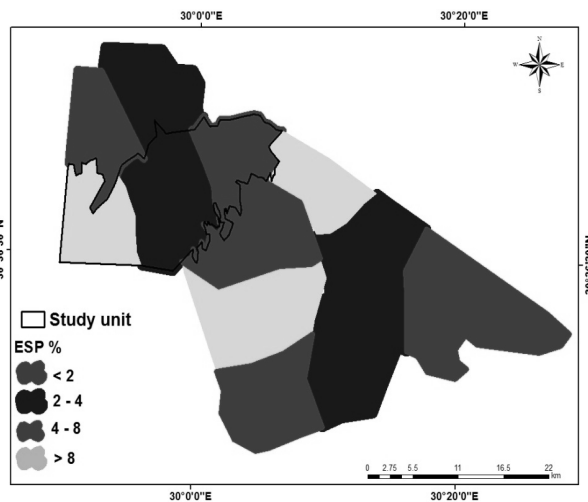 30°0'0"E 30°20'0"E
N
W E
S
Study unit
ESP %
< 2
2 - 4
4 - 8
> 8
0 2.75 5.5 11 16.5 22
km
30°0'0"E 30°20'0"E